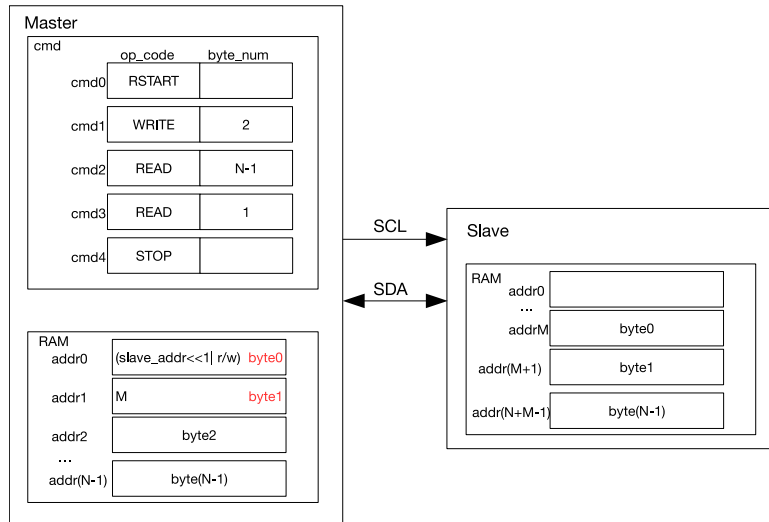 Master
cmd
op_code byte_num
cmd0 RSTART
cmd1 WRITE 2
cmd2 READ N-1
cmd3 READ 1
cmd4 STOP
RAM
addr0 (slave_addr<<1| r/w) byte0
addr1 M byte1
addr2 byte2
...
addr(N-1) byte(N-1)
SCL
SDA
Slave
RAM
addr0
...
addrM byte0
addr(M+1) byte1
addr(N+M-1) byte(N-1)